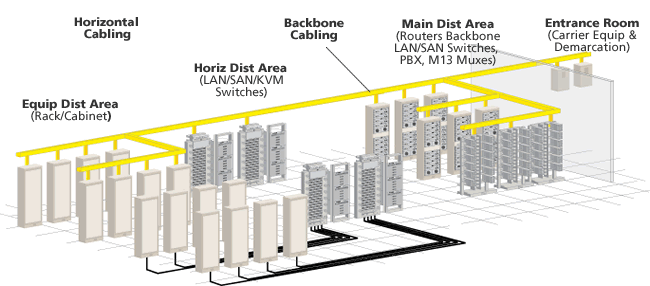 Horizontal
Cabling
Backbone
Cabling
Main Dist Area
(Routers Backbone
LAN/SAN Switches,
PBX, M13 Muxes)
Entrance Room
(Carrier Equip &
Demarcation)
Horiz Dist Area
(LAN/SAN/KVM
Switches)
Equip Dist Area
(Rack/Cabinet)